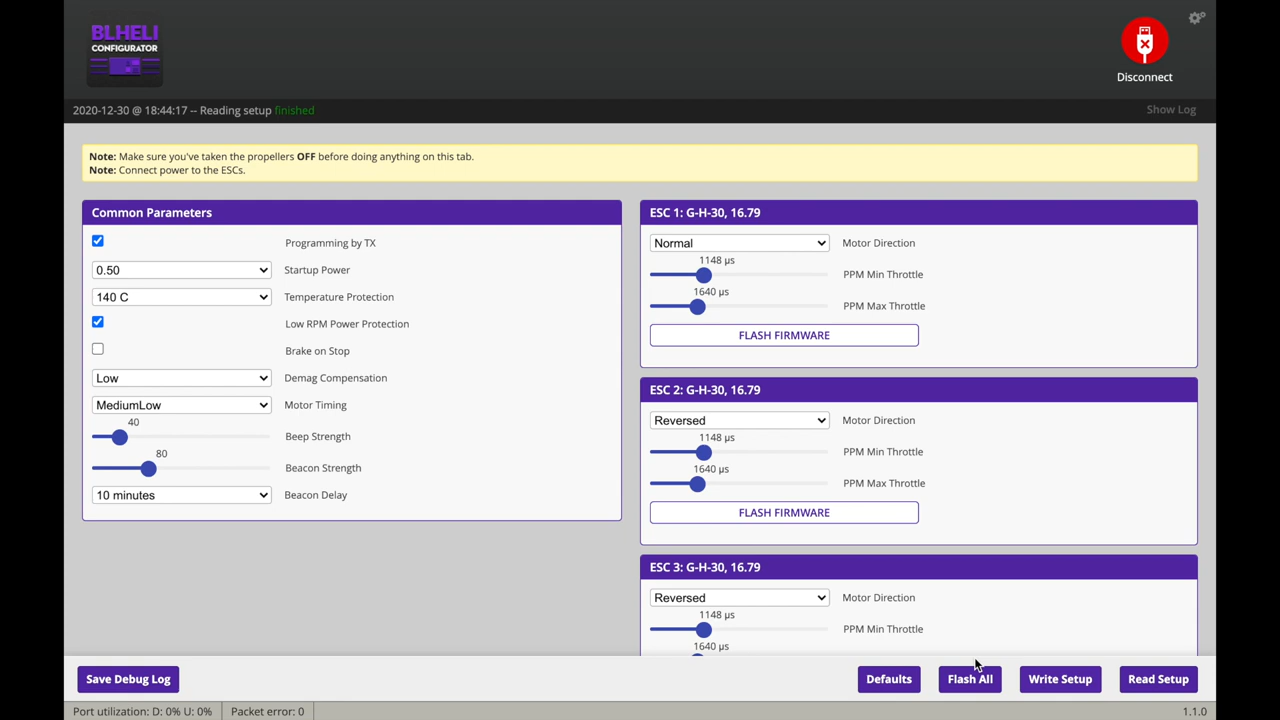 BLHELI
CONFIGURATOR
Disconnect
2020-12-30 @ 18:44:17 -- Reading setup finished
Show Log
Note: Make sure you've taken the propellers OFF before doing anything on this tab.
Note: Connect power to the ESCs.
Common Parameters
Programming by TX
0.50 Startup Power
140 C Temperature Protection
Low RPM Power Protection
Brake on Stop
Low Demag Compensation
MediumLow Motor Timing
40
Beep Strength
80
Beacon Strength
10 minutes Beacon Delay
ESC 1: G-H-30, 16.79
Normal Motor Direction
1148 µs
PPM Min Throttle
1640 µs
PPM Max Throttle
FLASH FIRMWARE
ESC 2: G-H-30, 16.79
Reversed Motor Direction
1148 µs
PPM Min Throttle
1640 µs
PPM Max Throttle
FLASH FIRMWARE
ESC 3: G-H-30, 16.79
Reversed Motor Direction
1148 µs
PPM Min Throttle
1640 µs
Save Debug Log Defaults Flash All Write Setup Read Setup
Port utilization: D: 0% U: 0% Packet error: 0 1.1.0